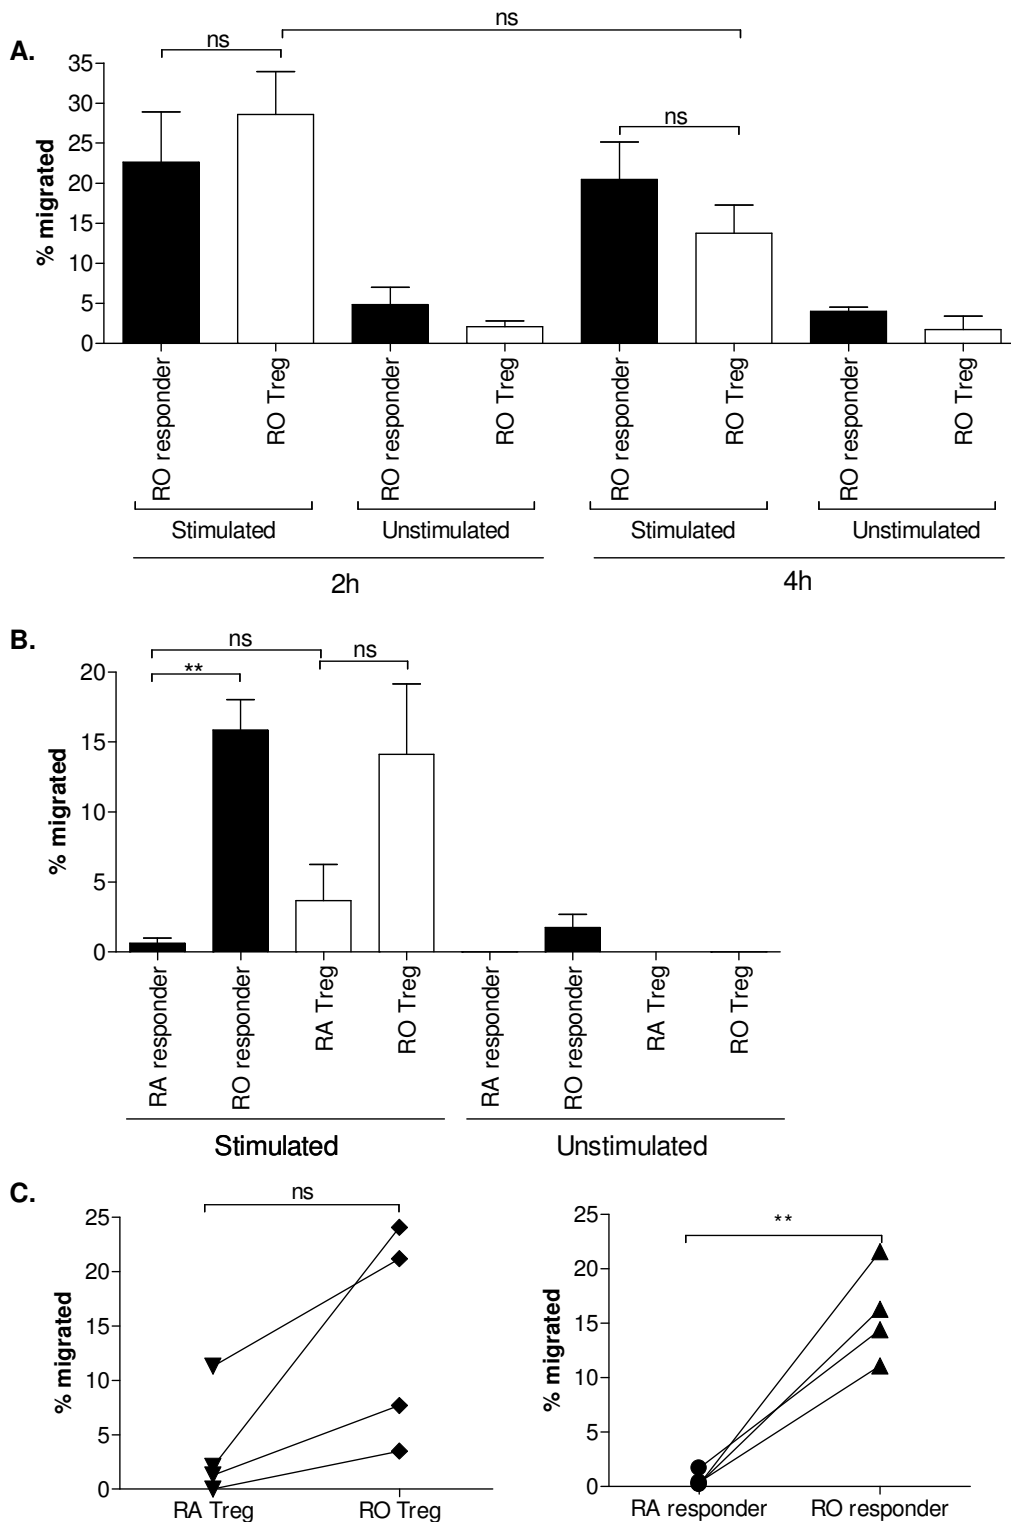 ns
A.
ns
35
30
25
20
15
10
5
0
% migrated
ns
RO responder
RO Treg
RO responder
RO Treg
RO responder
RO Treg
RO responder
RO Treg
Stimulated
Unstimulated
Stimulated
Unstimulated
2h
4h
B.
ns
ns
**
20
15
10
5
0
% migrated
RA responder
RO responder
RA Treg
RO Treg
RA responder
RO responder
RA Treg
RO Treg
Stimulated
Unstimulated
C.
ns
25
20
15
10
5
0
% migrated
RA Treg
RO Treg
**
25
20
15
10
5
0
% migrated
RA responder
RO responder